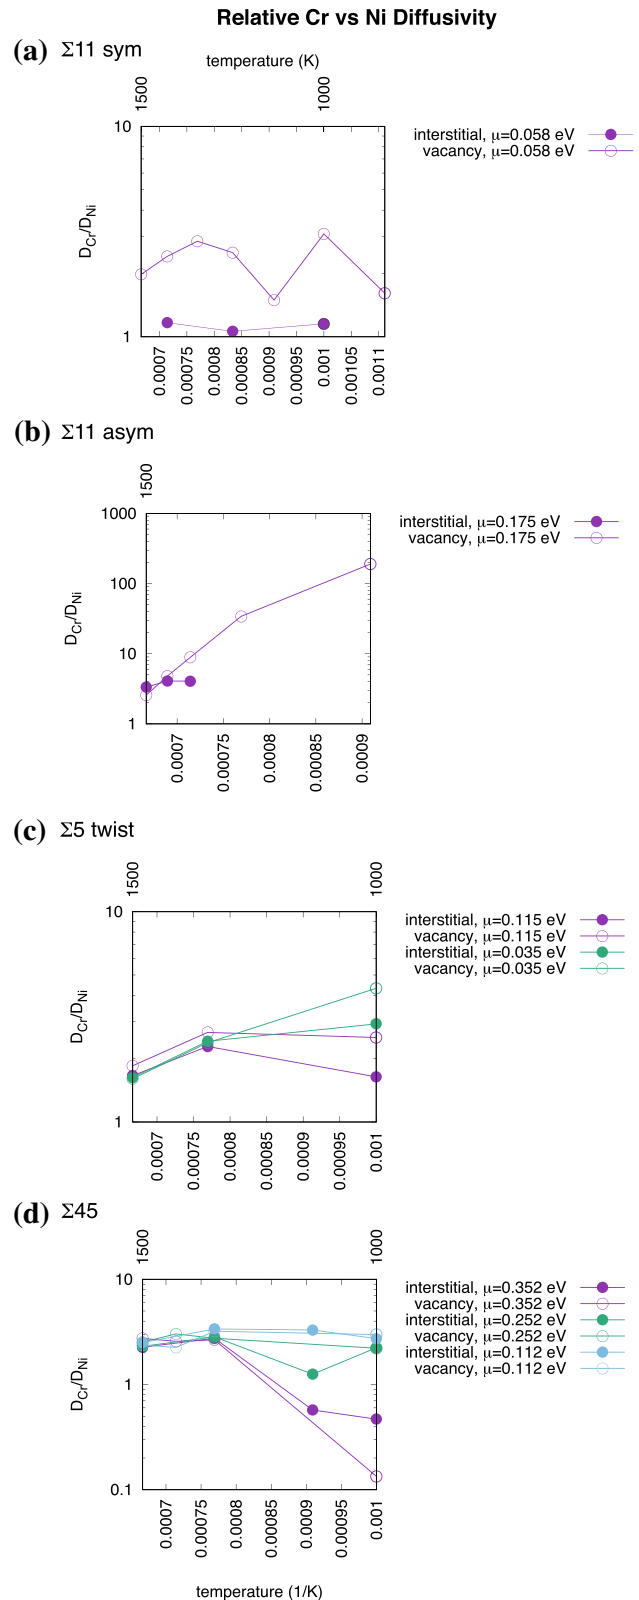 Relative Cr vs Ni Diffusivity
(a) Σ11 sym
temperature (K)
1500
1000
interstitial, μ=0.058 eV
vacancy, μ=0.058 eV
10
1
D_Cr/D_Ni
0.0007
0.00075
0.0008
0.00085
0.0009
0.00095
0.001
0.00105
0.0011
(b) Σ11 asym
1500
interstitial, μ=0.175 eV
vacancy, μ=0.175 eV
1000
100
10
1
D_Cr/D_Ni
0.0007
0.00075
0.0008
0.00085
0.0009
(c) Σ5 twist
1500
1000
interstitial, μ=0.115 eV
vacancy, μ=0.115 eV
interstitial, μ=0.035 eV
vacancy, μ=0.035 eV
10
1
D_Cr/D_Ni
0.0007
0.00075
0.0008
0.00085
0.0009
0.00095
0.001
(d) Σ45
1500
1000
interstitial, μ=0.352 eV
vacancy, μ=0.352 eV
interstitial, μ=0.252 eV
vacancy, μ=0.252 eV
interstitial, μ=0.112 eV
vacancy, μ=0.112 eV
10
1
0.1
D_Cr/D_Ni
0.0007
0.00075
0.0008
0.00085
0.0009
0.00095
0.001
temperature (1/K)